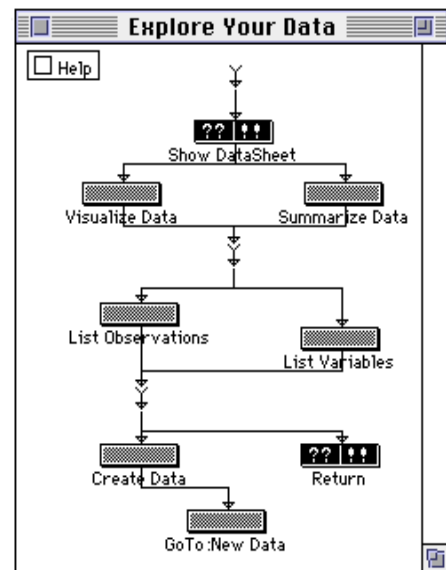 Explore Your Data
Help
?? !!
Show DataSheet
Visualize Data
Summarize Data
List Observations
List Variables
?? !!
Create Data
Return
GoTo:New Data